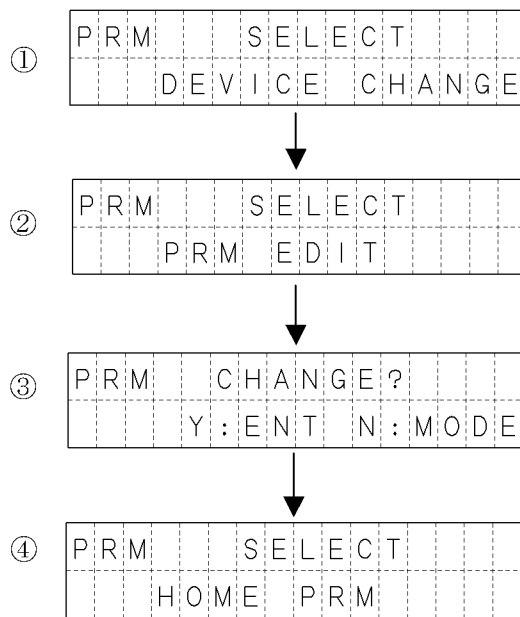 ①
PRM SELECT
DEVICE CHANGE
②
PRM SELECT
PRM EDIT
③
PRM CHANGE?
Y:ENT N:MODE
④
PRM SELECT
HOME PRM